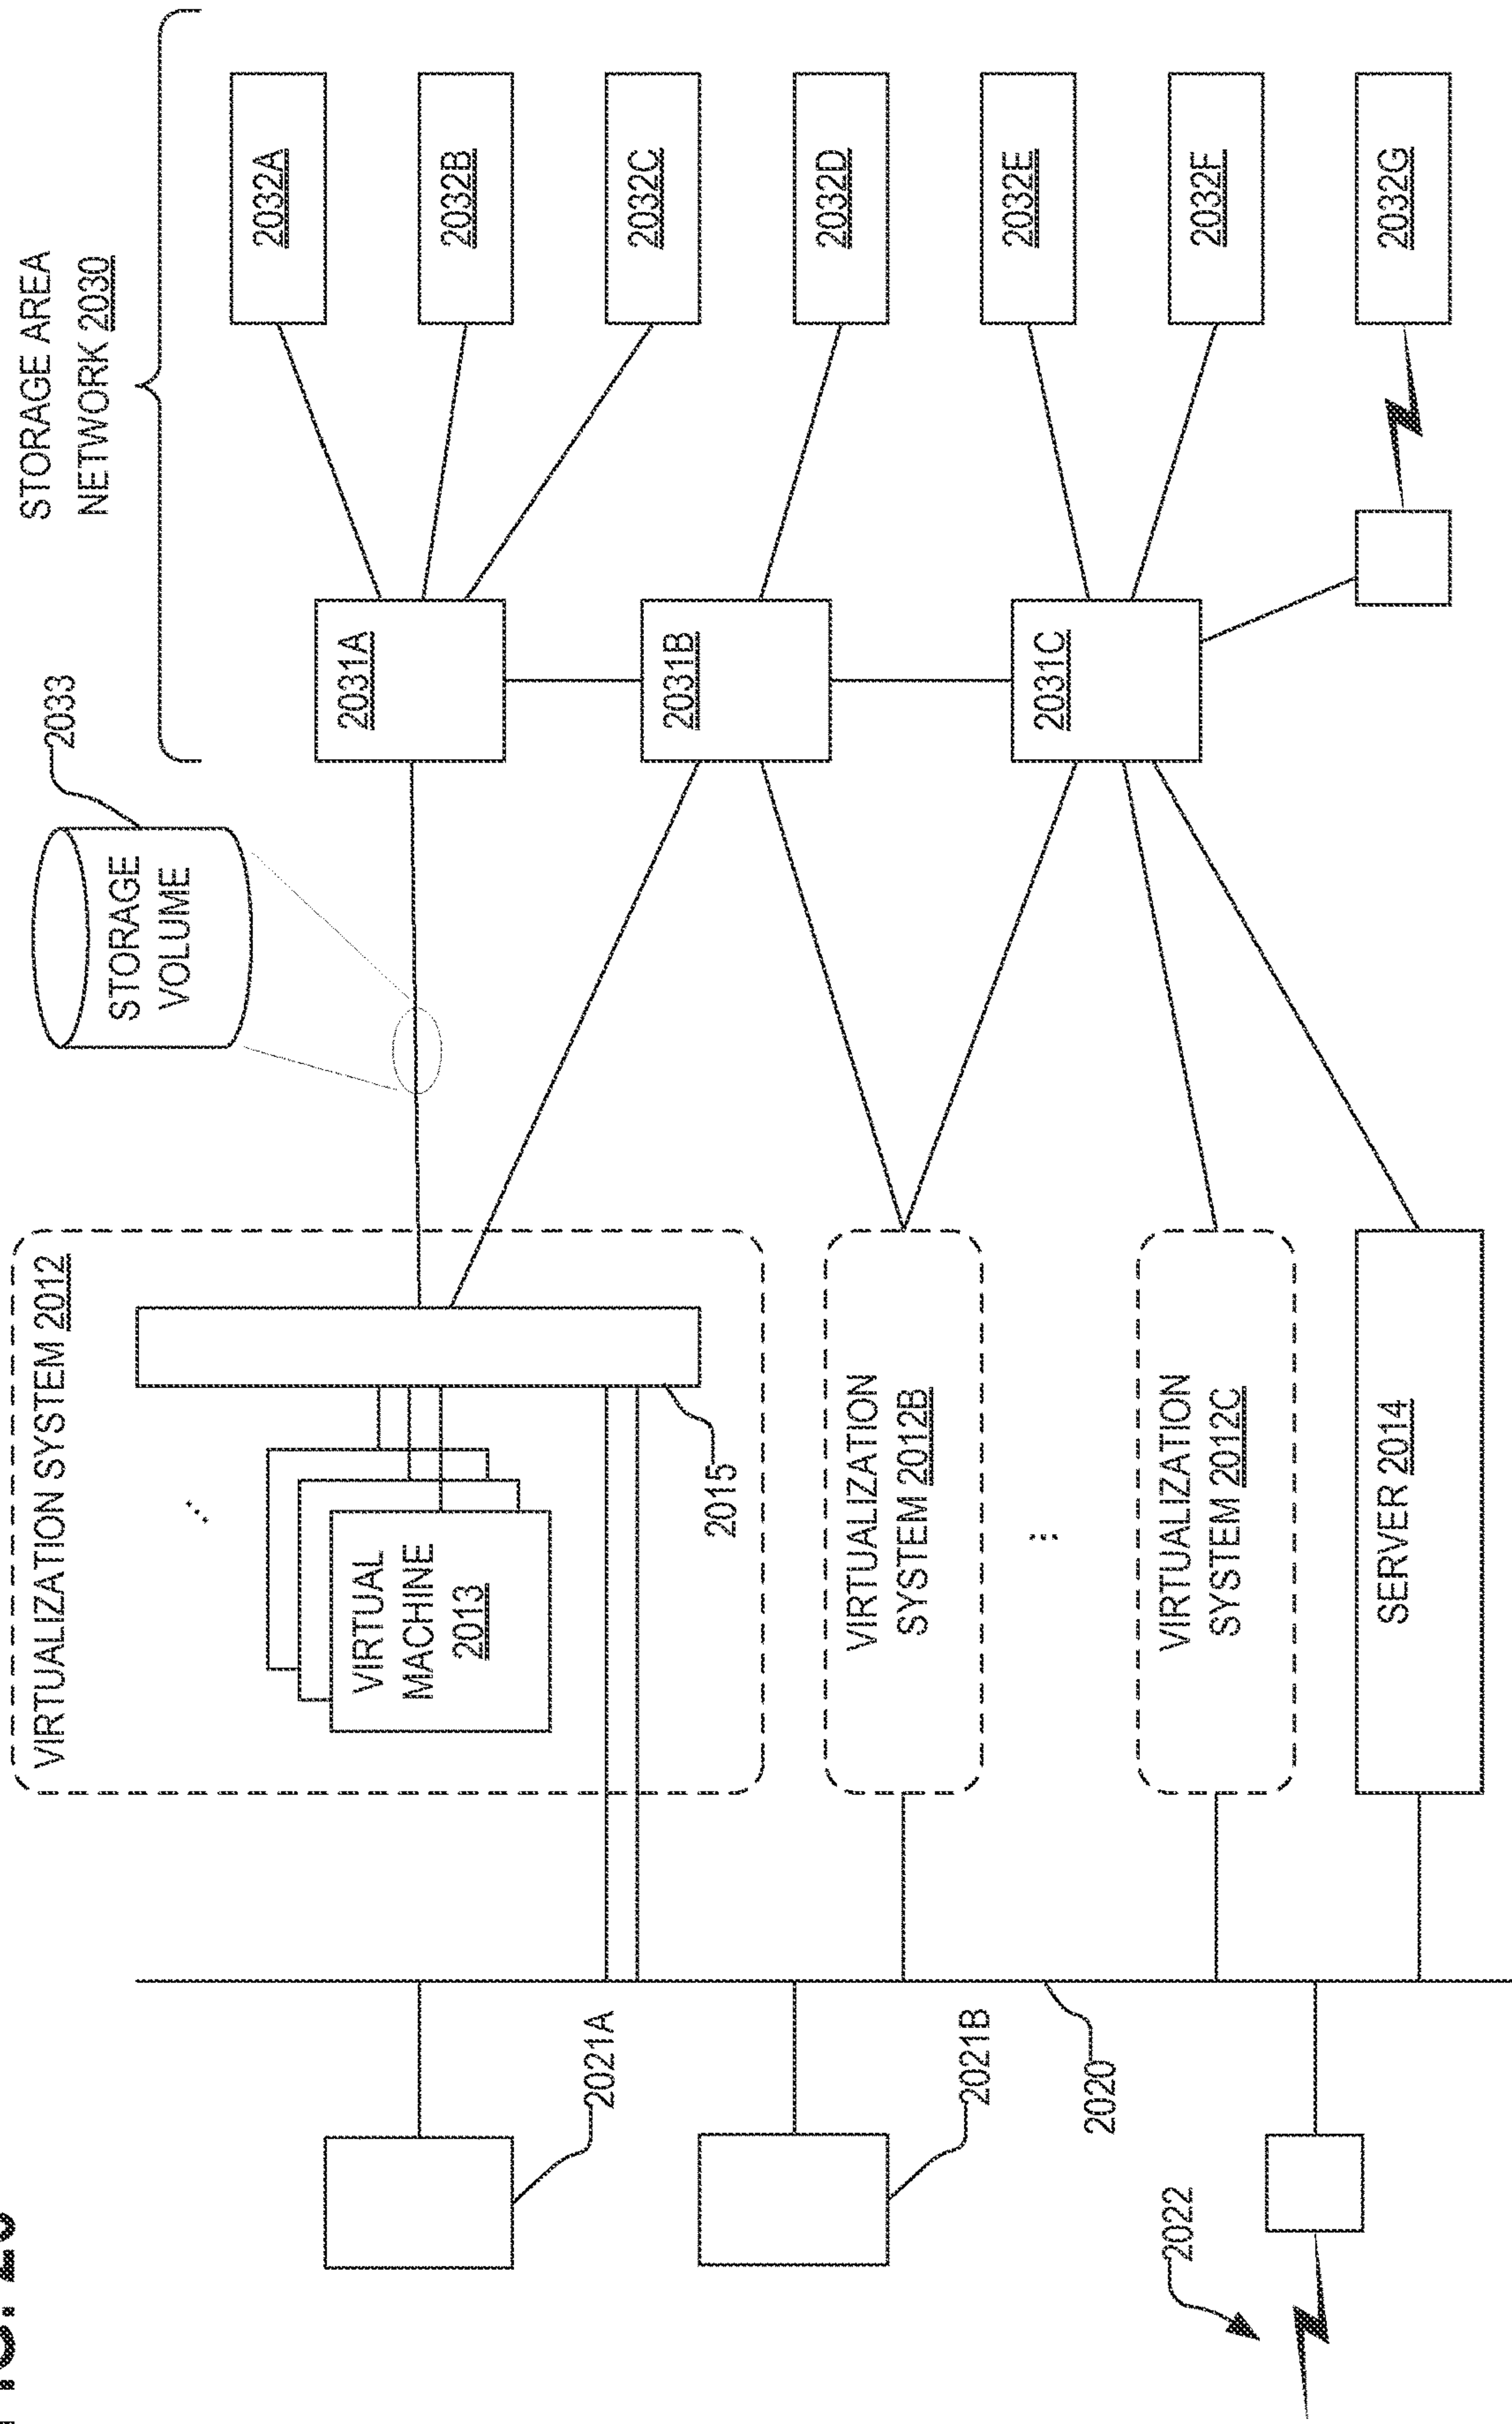 STORAGE AREA
NETWORK 2030
2033
STORAGE
VOLUME
VIRTUALIZATION SYSTEM 2012
VIRTUAL
MACHINE
2013
2015
VIRTUALIZATION
SYSTEM 2012B
...
VIRTUALIZATION
SYSTEM 2012C
SERVER 2014
2031A
2031B
2031C
2032A
2032B
2032C
2032D
2032E
2032F
2032G
2021A
2021B
2020
2022